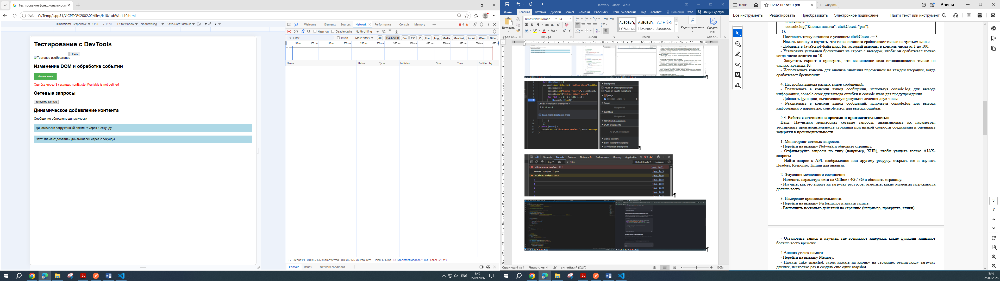 Тестирование функциональност
Файл
C:/Temp/ispp31/ИСРПО%2002.02/files/lr10/LabWork10.html
Dimensions: Responsive
1158
× 1170
Fit to window
No throttling
'Save-Data': default
Тестирование с DevTools
Найти
Тестовое изображение
Изменение DOM и обработка событий
Нажми меня
Ошибка через 3 секунды: nonExistentVariable is not defined
Сетевые запросы
Загрузить данные
Динамическое добавление контента
Сообщение обновлено динамически
Динамически загруженный элемент через 1 секунду
Этот элемент добавлен динамически через 2 секунды
Welcome
Elements
Sources
Network
Performance
Console
Memory
4
1
Keep log
Disable cache
No throttling
Filter
Invert
More filters
All
Fetch/XHR
Doc
CSS
JS
Font
Img
Media
Manifest
Socket
Wasm
Other
50 ms
100 ms
150 ms
200 ms
250 ms
300 ms
350 ms
400 ms
450 ms
500 ms
550 ms
600 ms
650 n
Name
Status
Type
Initiator
Size
Time
Fulfilled by
0 / 3 requests
0.0 kB / 6.6 kB transferred
0.0 kB / 6.6 kB resources
Finish: 626 ms
DOMContentLoaded: 21 ms
Load: 626 ms
Console
Issues
Network conditions
ENG
9:46
25.09.2026
labwork10.docx - Word
Файл
Главная
Вставка
Дизайн
Макет
Ссылки
Рассылки
Рецензирование
Вид
Acrobat
Помощн
Вход
Общий доступ
Вставить
Times New Roman
14
Ж К Ч abc x₂ x²
АаБбВвГг,
АаБбВвГг,
АаБбВ
¶ Обычный
¶ Без инте...
Заголово...
Редактирование
Создать PDF
Буфер об...
Шрифт
Абзац
Стили
Adobe...
let clickCount = 0
document.querySelector('.button-class').addEve
clickCount++
console.log("Кнопка тронута", clickCount,
console.warn("Сейчас пойдёт цикл")
for (let i = 0; i < 100; i++) {
console.log(i);
Line 8: Conditional breakpoint
i % 10 == 0
Learn more: Breakpoint types
}
})
} catch (error) {
console.error("Произошла ошибка:", error.message
}
Breakpoints
Pause on uncaught exceptions
Pause on caught exceptions
java.js
console.log(i);
8
Scope
Not paused
Call Stack
Not paused
XHR/fetch breakpoints
DOM breakpoints
No DOM breakpoints
Global listeners
Event listener breakpoints
CSP violation breakpoints
Elements
Console
Sources
Network
Performance
Memory
Application
1
1
top
Filter
Default levels
No issues
Произошла ошибка: ???
java.js:11
Кнопка тронута 1 раз
java.js:5
Сейчас пойдёт цикл
java.js:6
0
java.js:8
1
java.js:8
2
java.js:8
3
java.js:8
Страница 4 из 4
Число слов: 4
английский (США)
100%
Меню
0202 ЛР №10.pdf
Создать
Войти
Все инструменты
Редактировать
Преобразовать
Электронное подписание
Найти текст или инструмент
console.log("Кнопка нажата", clickCount, "раз");
});
- Поставить точку останова с условием clickCount >= 3.
- Нажать кнопку и изучить, что точка останова срабатывает только на третьем клике.
- Добавить в JavaScript-файл цикл for, который выводит в консоль числа от 1 до 100.
- Установить условный брейкпоинт на строке с выводом, чтобы он срабатывал только
когда число делится на 10.
- Запустить скрипт и проверить, что выполнение кода останавливается только на
числах, кратных 10.
- Использовать консоль для анализа значения переменной на каждой итерации, когда
срабатывает брейкпоинт.
4. Настройка вывода разных типов сообщений:
- Реализовать в консоли вывод сообщений, используя console.log для вывода
информации, console.error для вывода ошибки и console.warn для предупреждения.
- Добавить функцию, вычисляющую результат деления двух чисел.
- Реализовать в консоли вывод сообщений, используя console.log для вывода
информации о параметре, console.error для вывода ошибки.
5.3. Работа с сетевыми запросами и производительностью
Цель: Научиться мониторить сетевые запросы, анализировать их параметры,
тестировать производительность страницы при низкой скорости соединения и оценивать
задержки в производительности.
1. Мониторинг сетевых запросов:
- Перейти на вкладку Network и обновите страницу.
- Отфильтруйте запросы по типу (например, XHR), чтобы увидеть только AJAX-
запросы.
- Найти запрос к API, изображению или другому ресурсу, открыть его и изучить
Headers, Response, Timing для анализа.
2. Эмуляция медленного соединения:
- Изменить параметры сети на Offline / 4G / 3G и обновить страницу.
- Изучить, как это влияет на загрузку ресурсов, отметить, какие элементы загружаются
дольше всего.
3. Измерение производительности:
- Перейти на вкладку Performance и начать запись.
- Выполнить несколько действий на странице (например, прокрутка, клики).
- Остановить запись и изучить, где возникают задержки, какие функции занимают
больше всего времени.
4 Анализ утечек памяти:
- Перейти на вкладку Memory.
- Нажать Take snapshot, затем нажать на кнопку на странице, реализующу загрузку
данных, несколько раз и создать еще один snapshot.
3
7
9:46
25.09.2026